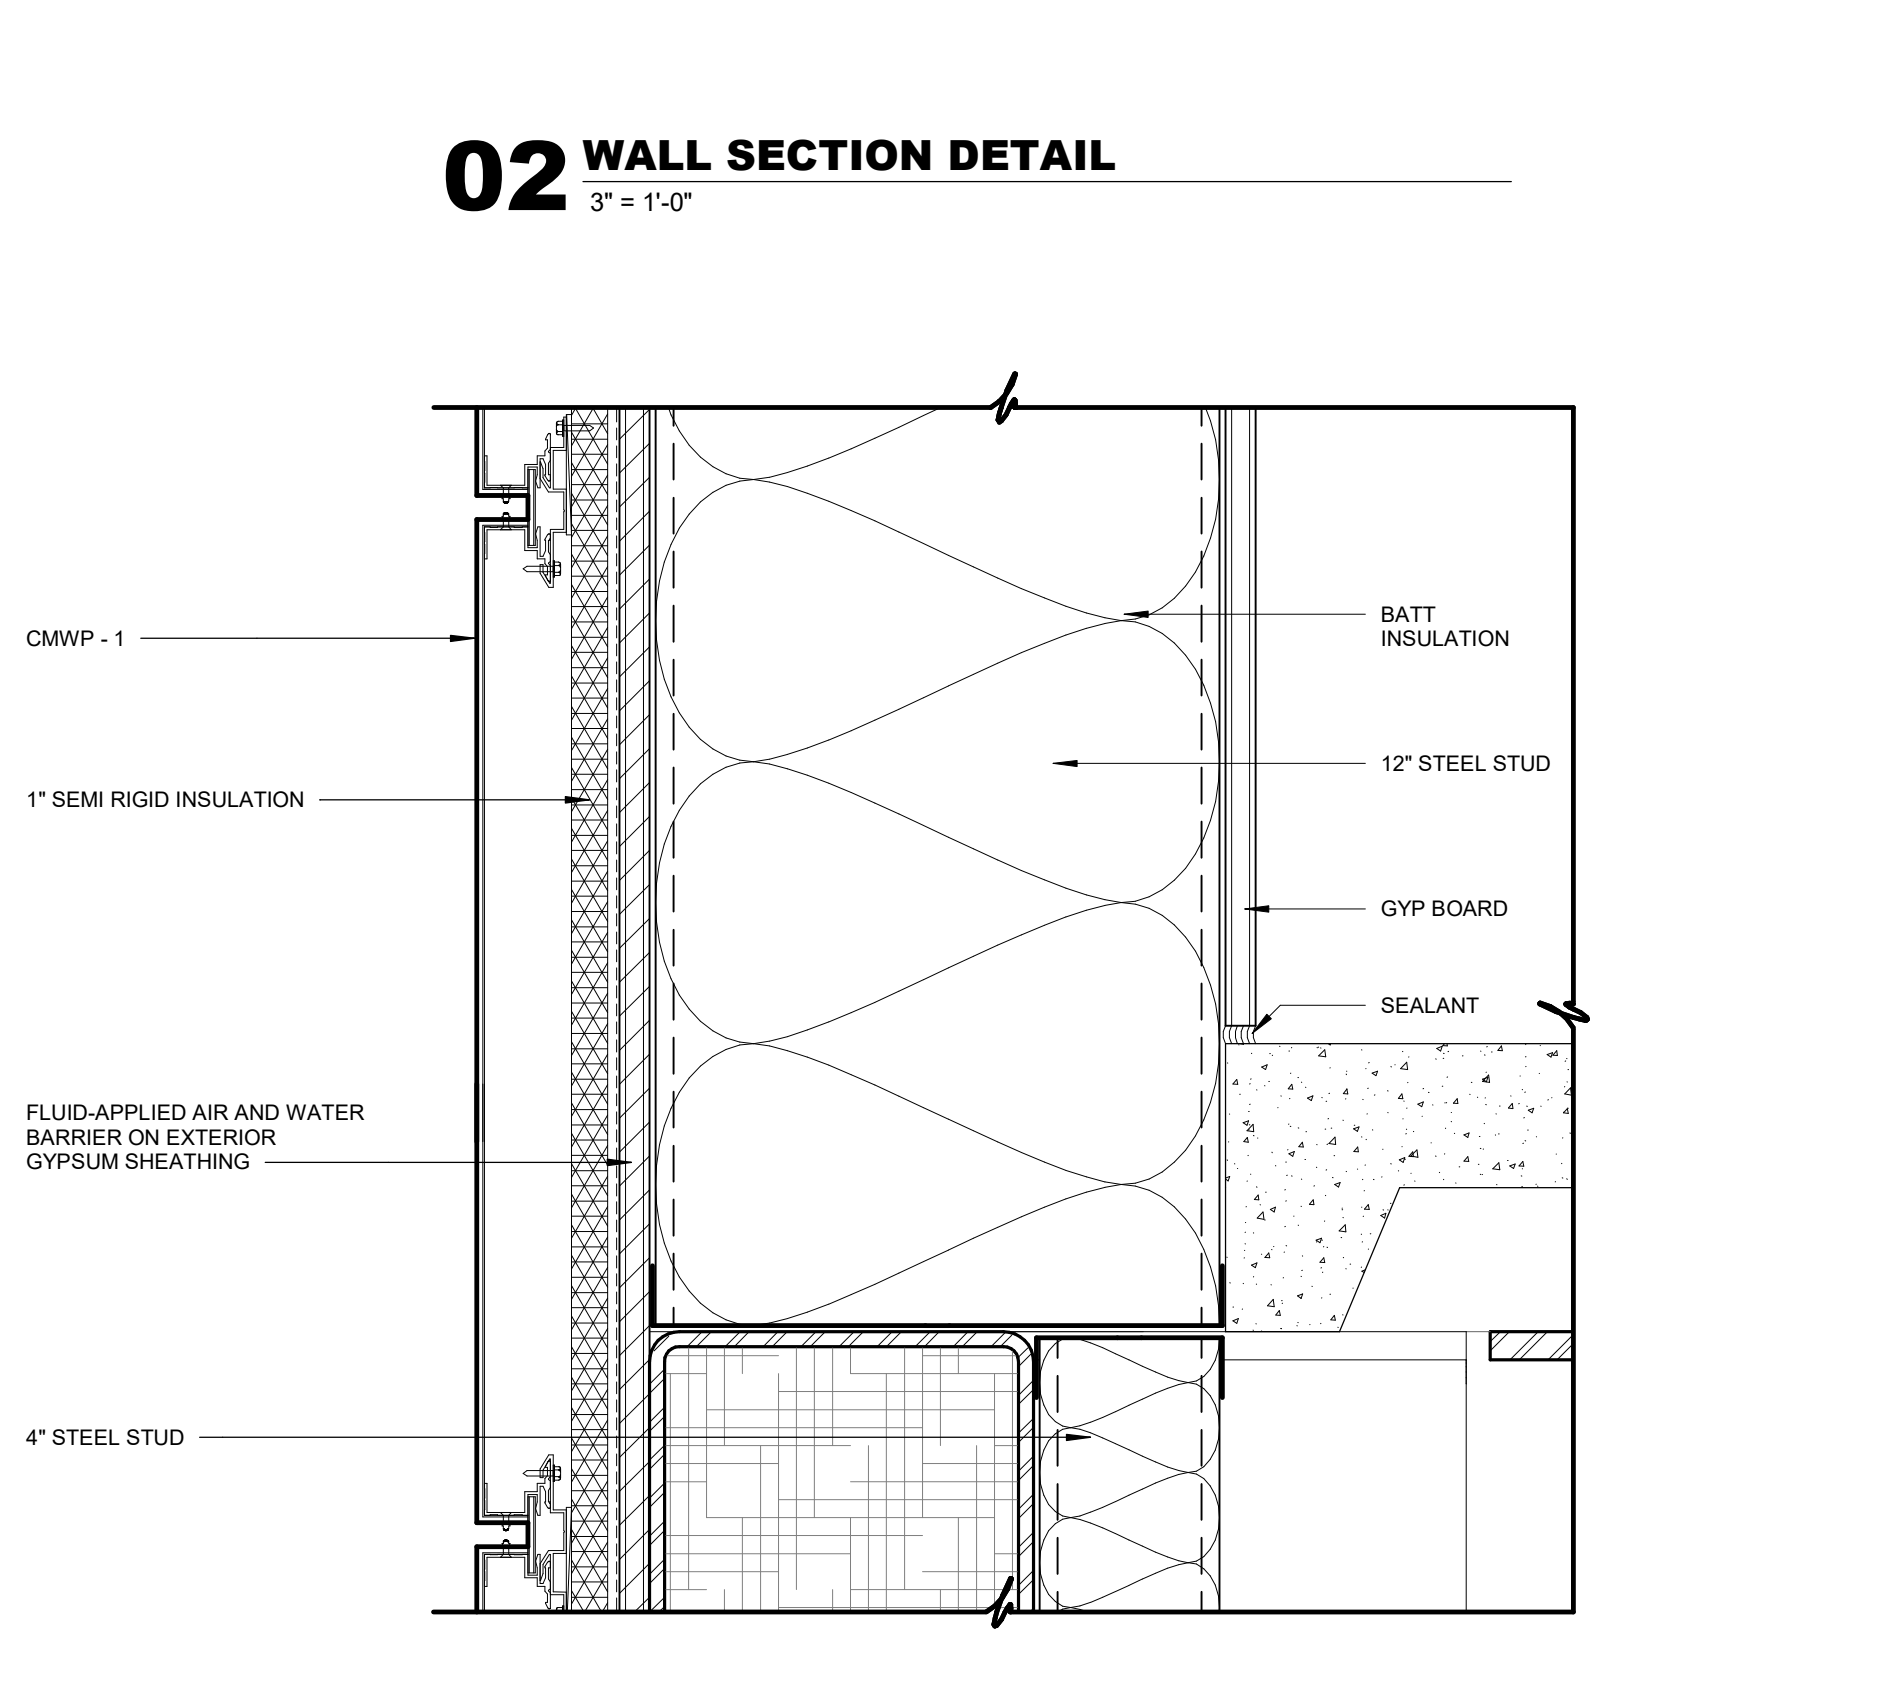 02 WALL SECTION DETAIL
3" = 1'-0"
BATT
INSULATION
CMWP - 1
12" STEEL STUD
1" SEMI RIGID INSULATION
GYP BOARD
SEALANT
FLUID-APPLIED AIR AND WATER
BARRIER ON EXTERIOR
GYPSUM SHEATHING
4" STEEL STUD